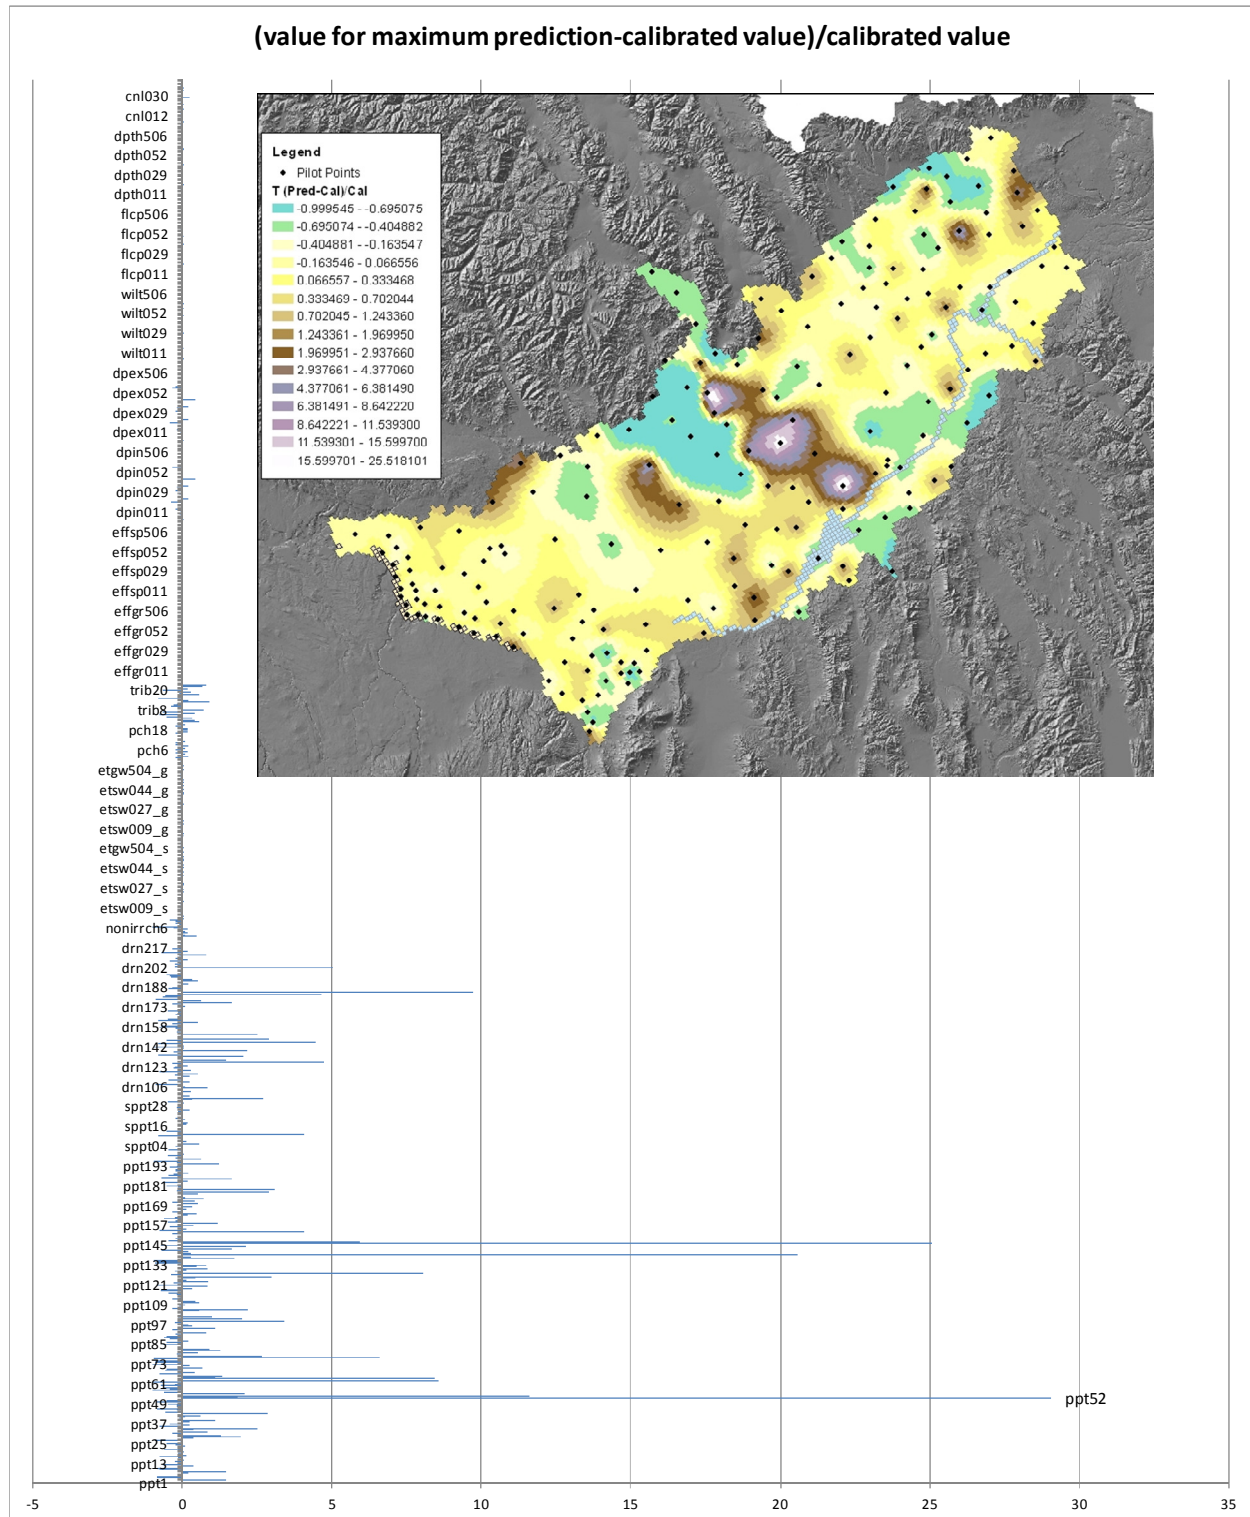 (value for maximum prediction-calibrated value)/calibrated value
Legend
Pilot Points
T (Pred-Cal)/Cal
-0.999545 - -0.695075
-0.695074 - -0.404882
-0.404881 - -0.163547
-0.163546 - 0.066556
0.066557 - 0.333468
0.333469 - 0.702044
0.702045 - 1.243360
1.243361 - 1.969950
1.969951 - 2.937660
2.937661 - 4.377060
4.377061 - 6.381490
6.381491 - 8.642220
8.642221 - 11.539300
11.539301 - 15.599700
15.599701 - 25.518101
cnl030
cnl012
dpth506
dpth052
dpth029
dpth011
flcp506
flcp052
flcp029
flcp011
wilt506
wilt052
wilt029
wilt011
dpex506
dpex052
dpex029
dpex011
dpin506
dpin052
dpin029
dpin011
effsp506
effsp052
effsp029
effsp011
effgr506
effgr052
effgr029
effgr011
trib20
trib8
pch18
pch6
etgw504_g
etsw044_g
etsw027_g
etsw009_g
etgw504_s
etsw044_s
etsw027_s
etsw009_s
nonirrch6
drn217
drn202
drn188
drn173
drn158
drn142
drn123
drn106
sppt28
sppt16
sppt04
ppt193
ppt181
ppt169
ppt157
ppt145
ppt133
ppt121
ppt109
ppt97
ppt85
ppt73
ppt61
ppt52
ppt49
ppt37
ppt25
ppt13
ppt1
-5 0 5 10 15 20 25 30 35